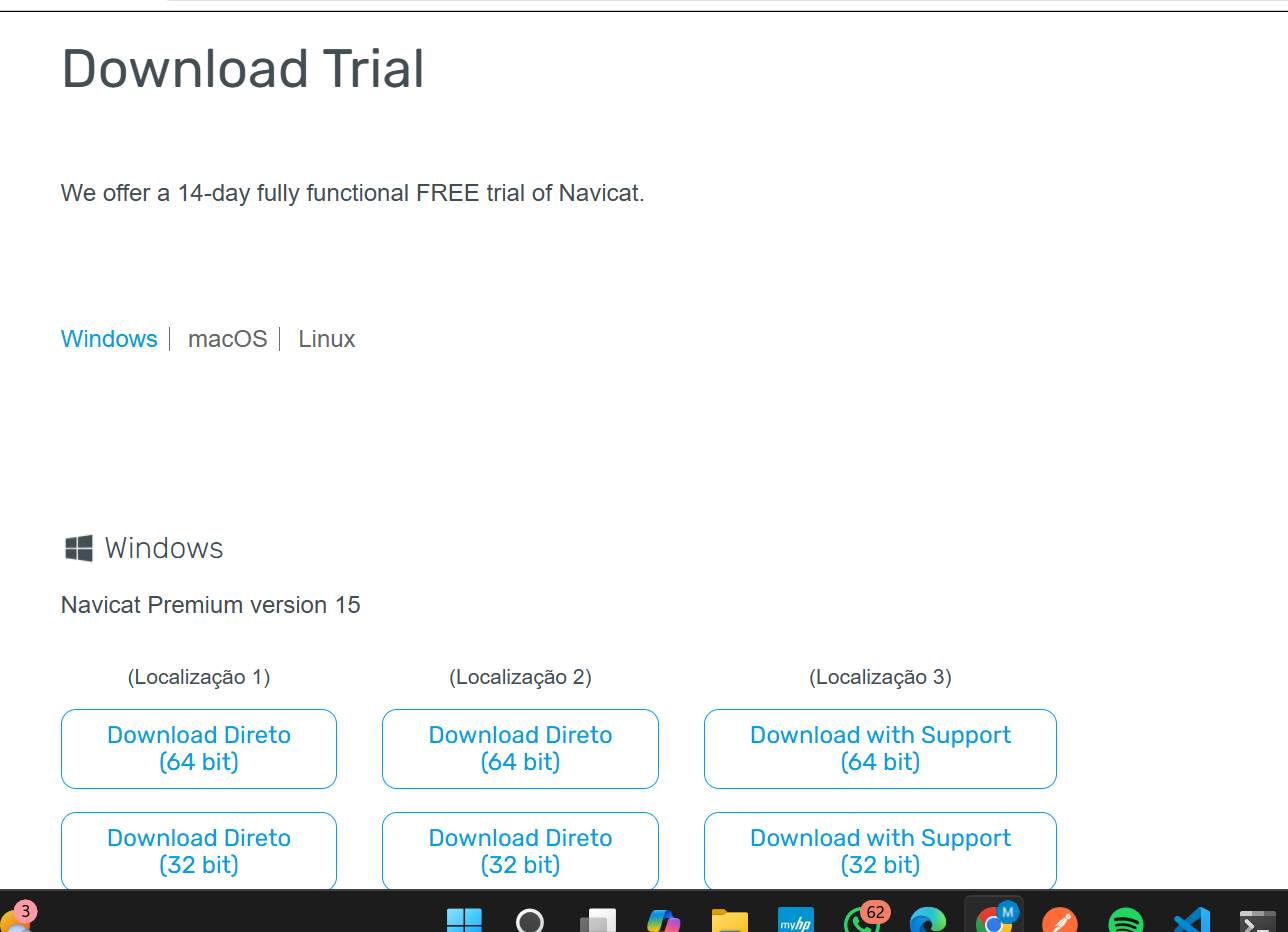 Download Trial
We offer a 14-day fully functional FREE trial of Navicat.
Windows | macOS | Linux
Windows
Navicat Premium version 15
(Localização 1) (Localização 2) (Localização 3)
Download Direto Download Direto Download with Support
(64 bit) (64 bit) (64 bit)
Download Direto Download Direto Download with Support
(32 bit) (32 bit) (32 bit)
3 myhp 62 M